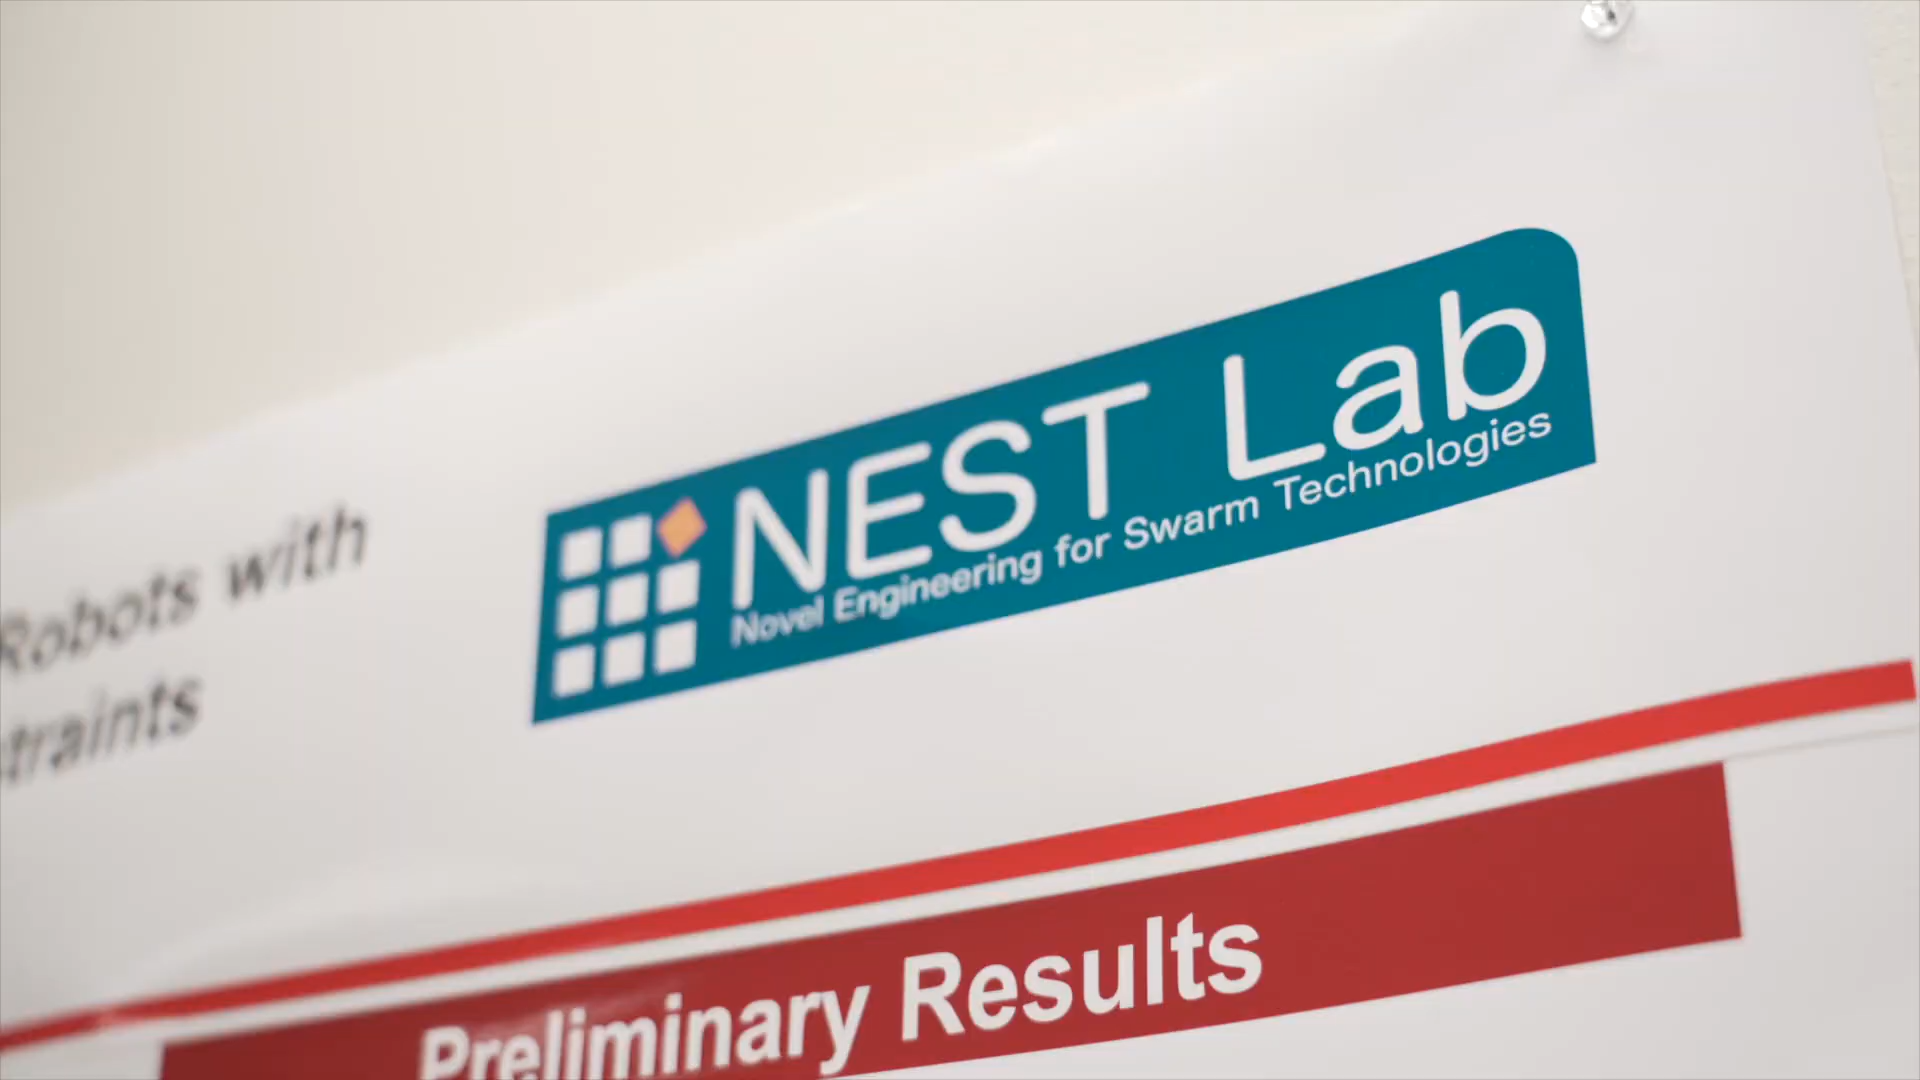 Robots with
traints
NEST Lab
Novel Engineering for Swarm Technologies
Preliminary Results